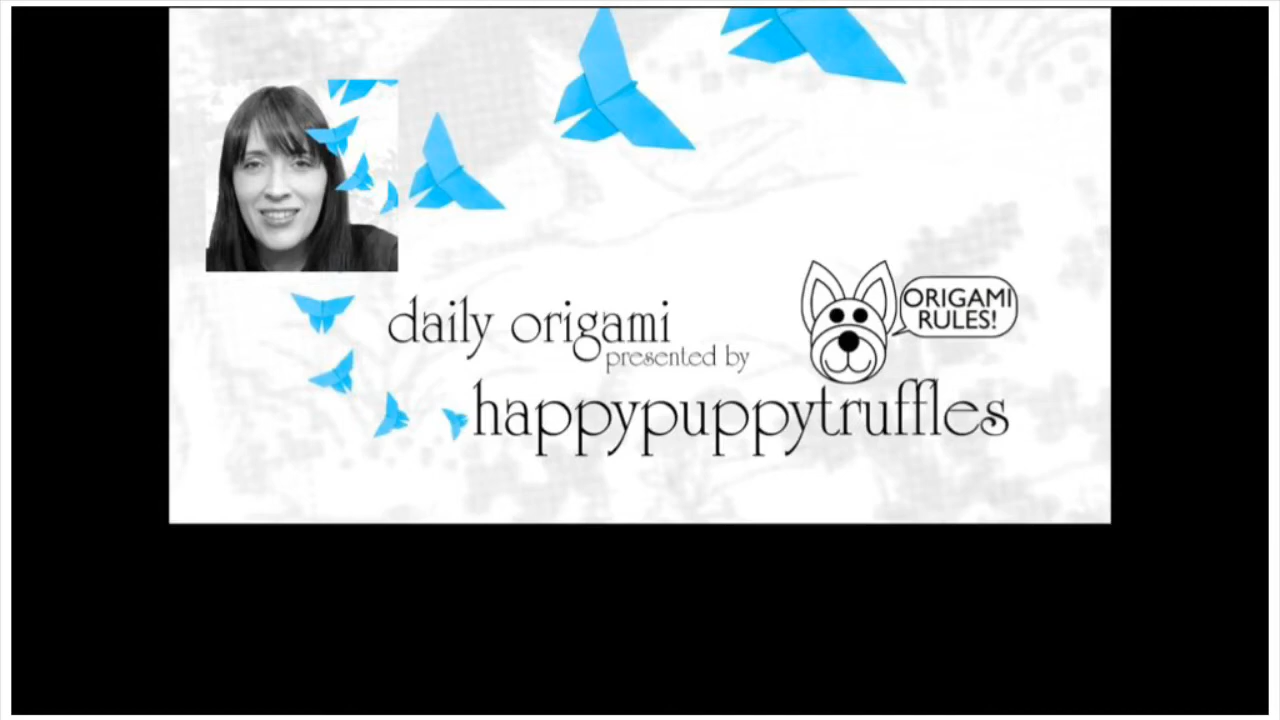 ORIGAMI
RULES!
daily origami
presented by
happypuppytruffles